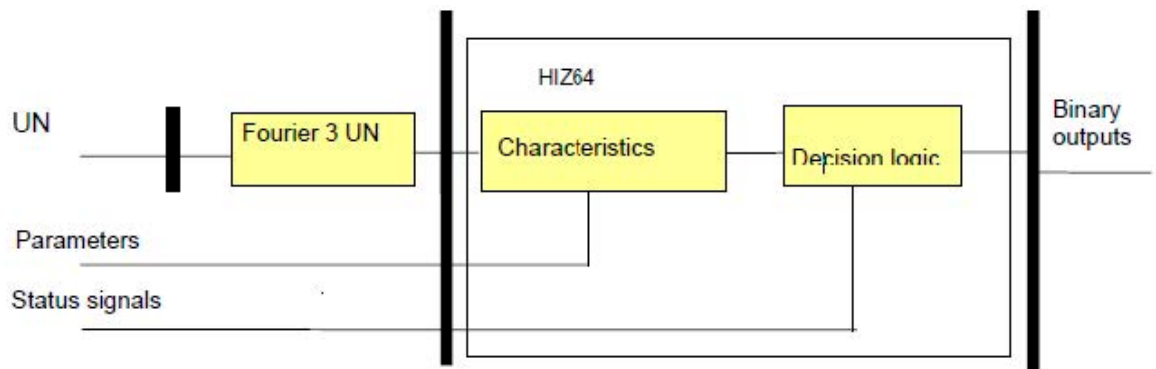 HIZ64
UN
Fourier 3 UN
Characteristics
Decision logic
Binary
outputs
Parameters
Status signals